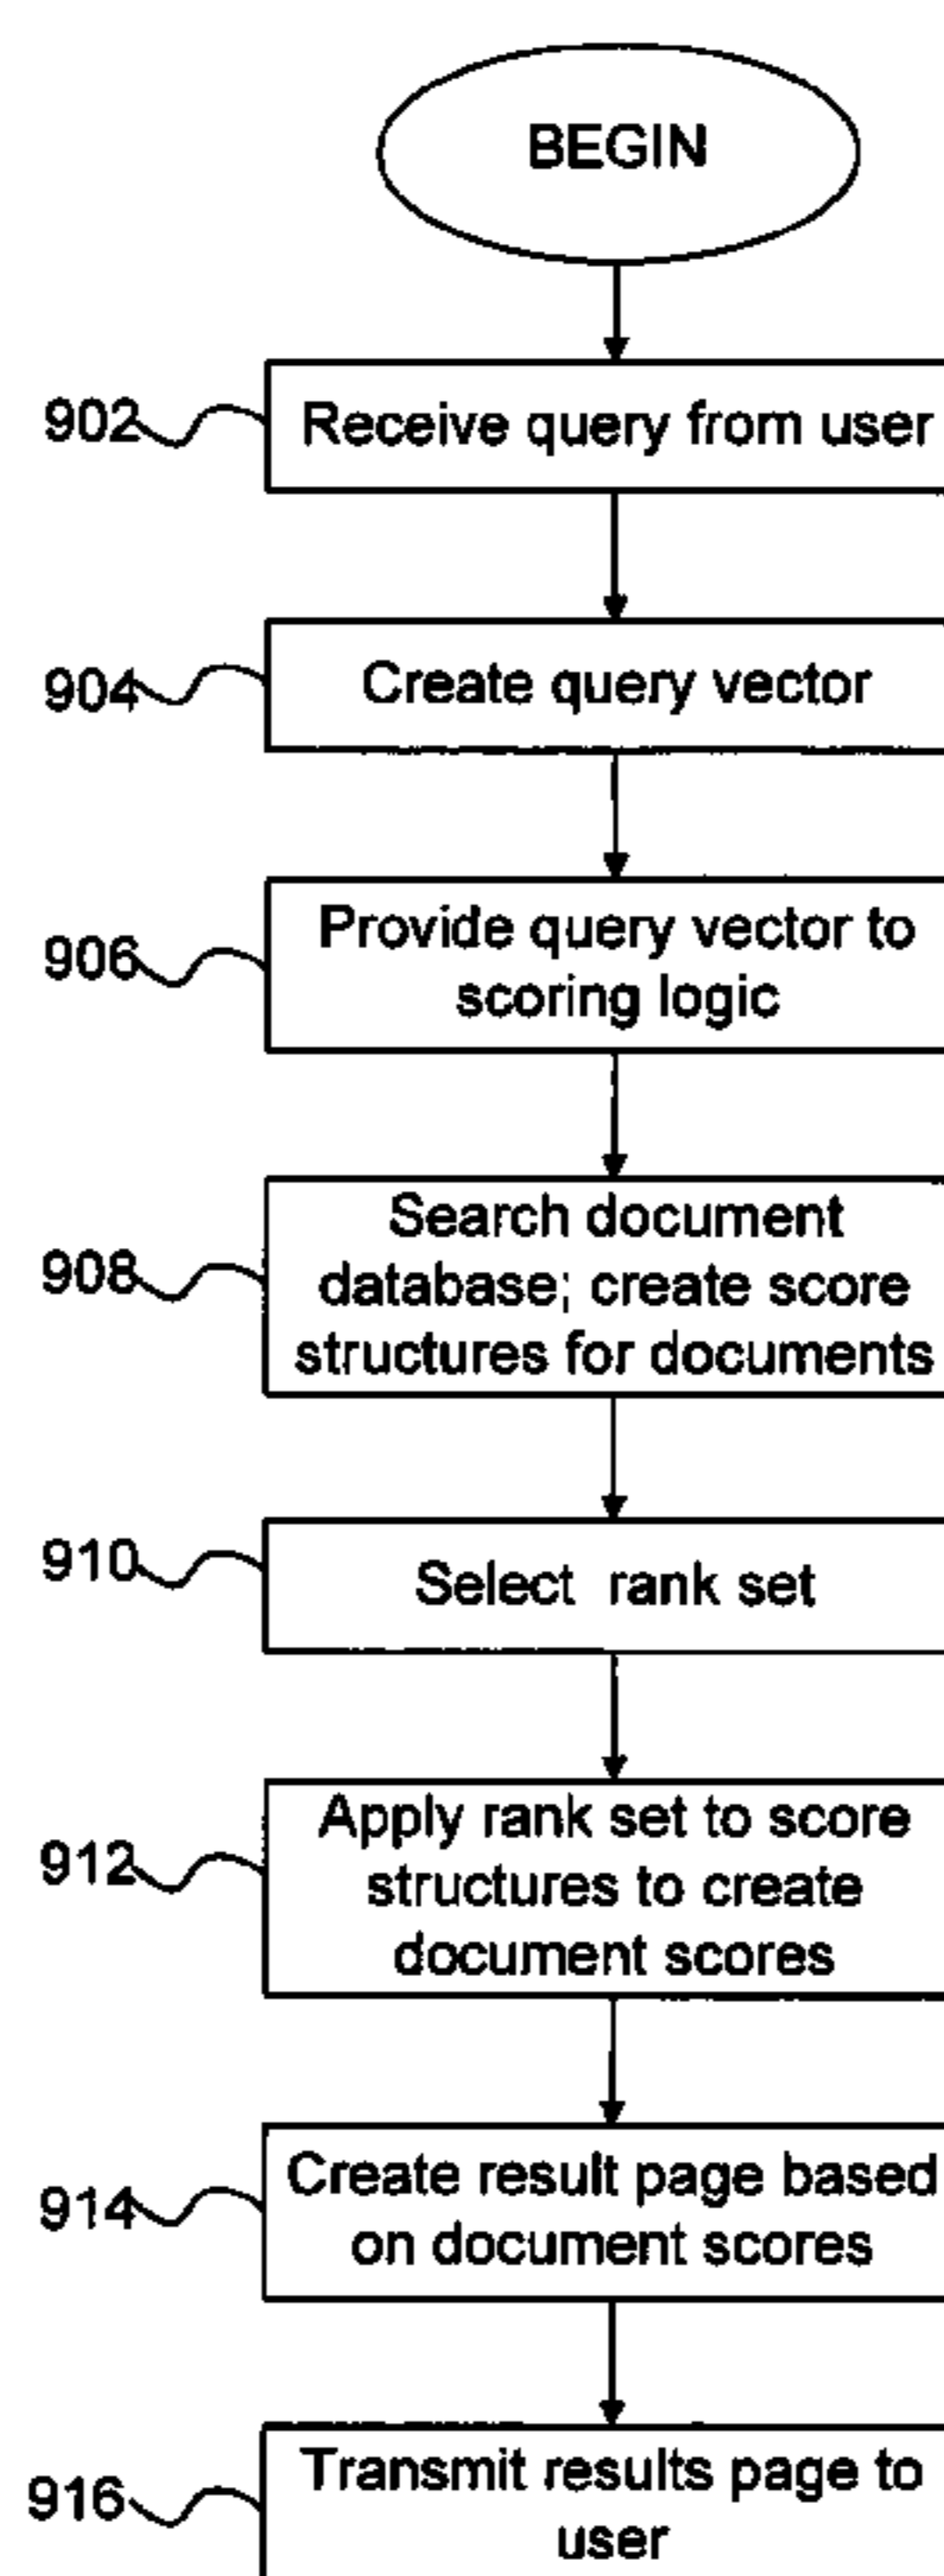 BEGIN
902
Receive query from user
904
Create query vector
906
Provide query vector to
scoring logic
908
Search document
database; create score
structures for documents
910
Select rank set
912
Apply rank set to score
structures to create
document scores
914
Create result page based
on document scores
916
Transmit results page to
user